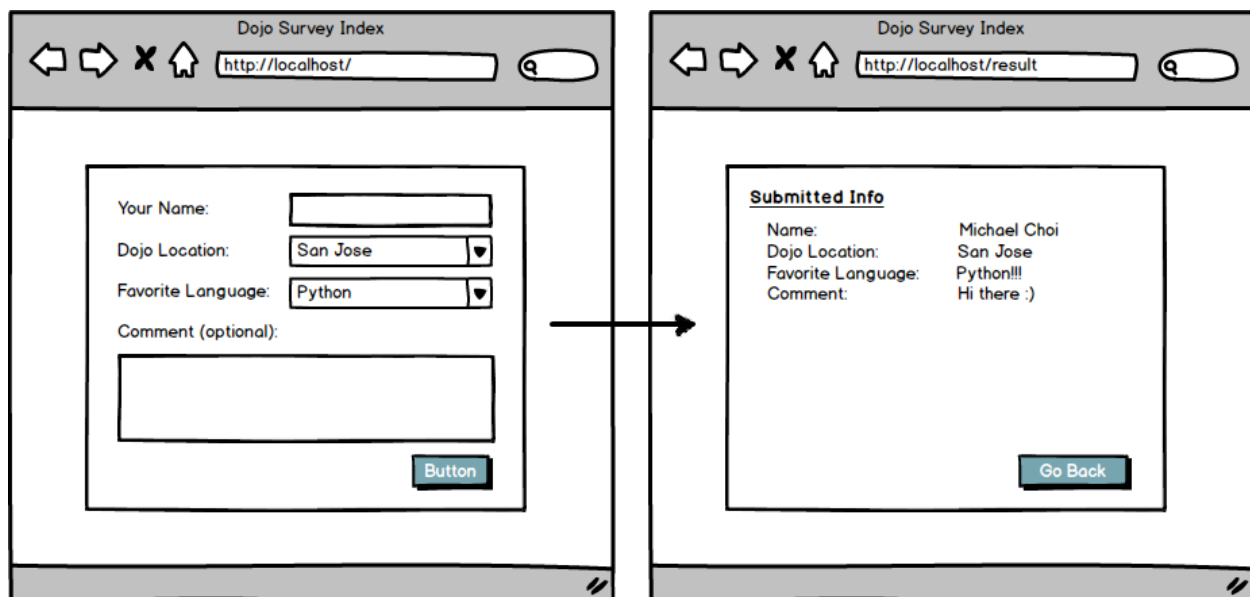 Dojo Survey Index
http://localhost/
Your Name:
Dojo Location:
San Jose
Favorite Language:
Python
Comment (optional):
Button
Dojo Survey Index
http://localhost/result
Submitted Info
Name: Michael Choi
Dojo Location: San Jose
Favorite Language: Python!!!
Comment: Hi there :)
Go Back